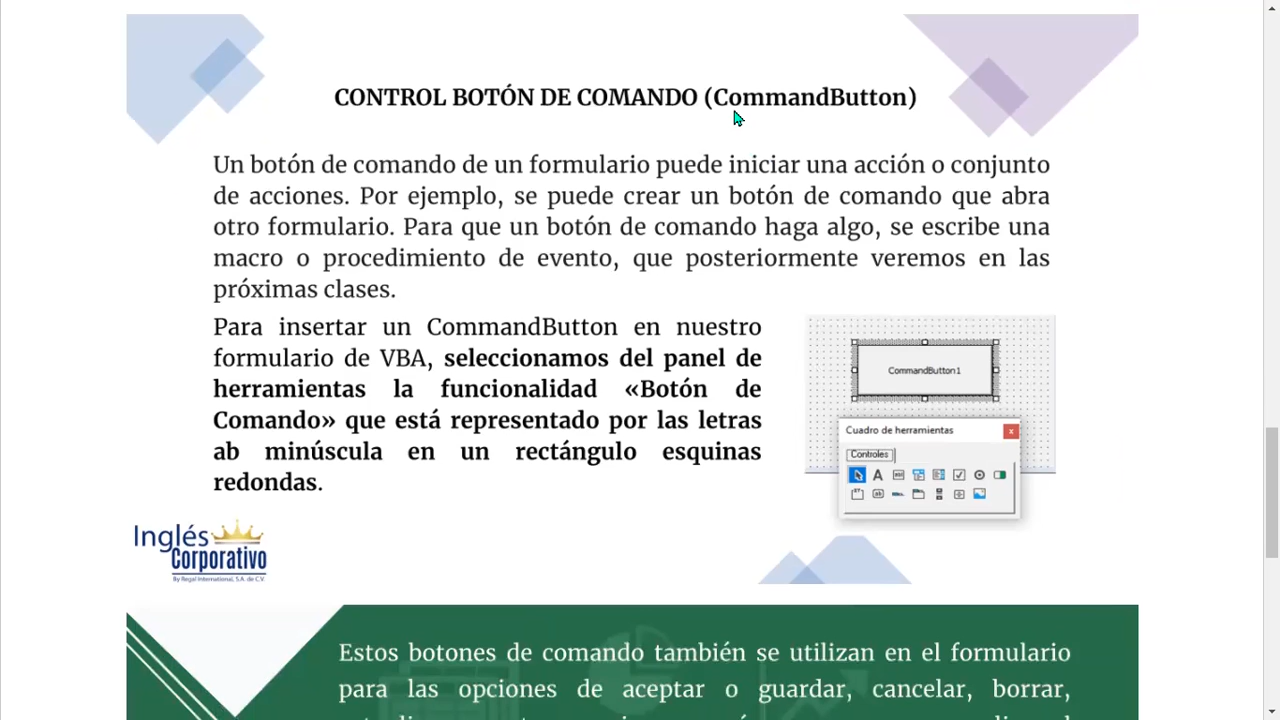 CONTROL BOTÓN DE COMANDO (CommandButton)
Un botón de comando de un formulario puede iniciar una acción o conjunto
de acciones. Por ejemplo, se puede crear un botón de comando que abra
otro formulario. Para que un botón de comando haga algo, se escribe una
macro o procedimiento de evento, que posteriormente veremos en las
próximas clases.
Para insertar un CommandButton en nuestro
formulario de VBA, seleccionamos del panel de
herramientas la funcionalidad «Botón de
Comando» que está representado por las letras
ab minúscula en un rectángulo esquinas
redondas.
CommandButton1
Cuadro de herramientas
Controles
Inglés
Corporativo
By Regal International, S.A. de C.V.
Estos botones de comando también se utilizan en el formulario
para las opciones de aceptar o guardar, cancelar, borrar,